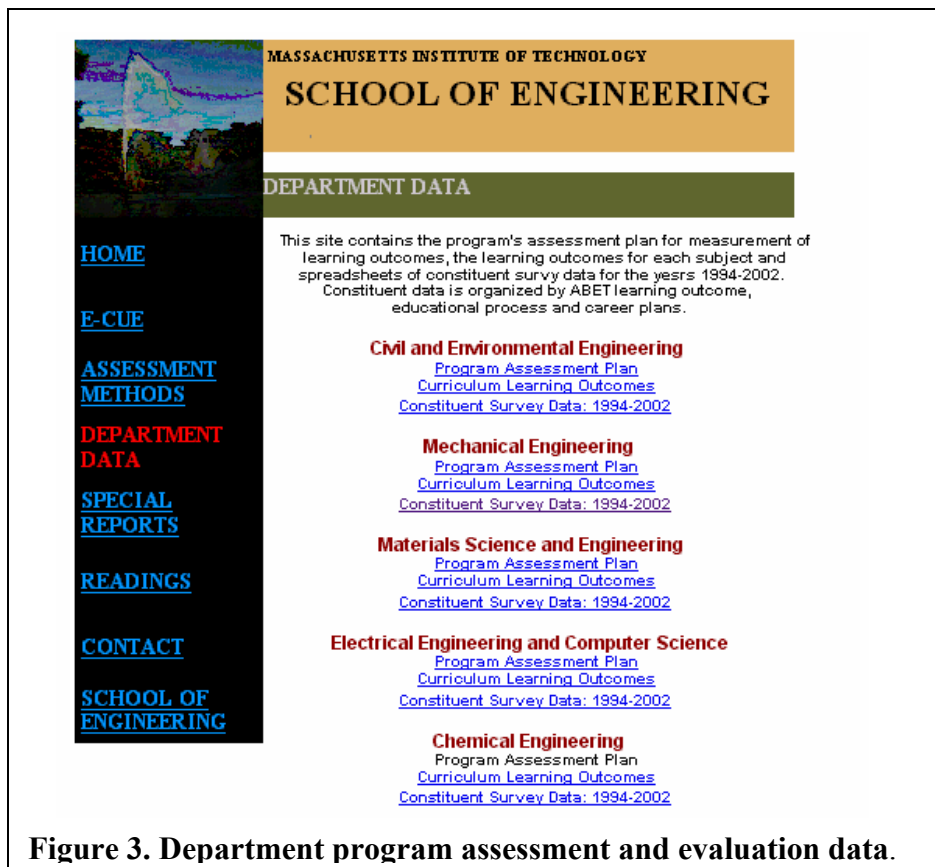 MASSACHUSETTS INSTITUTE OF TECHNOLOGY
SCHOOL OF ENGINEERING
DEPARTMENT DATA
HOME
E-CUE
ASSESSMENT
METHODS
DEPARTMENT
DATA
SPECIAL
REPORTS
READINGS
CONTACT
SCHOOL OF
ENGINEERING
This site contains the program's assessment plan for measurement of
learning outcomes, the learning outcomes for each subject and
spreadsheets of constituent survy data for the yesrs 1994-2002.
Constituent data is organized by ABET learning outcome,
educational process and career plans.
Civil and Environmental Engineering
Program Assessment Plan
Curriculum Learning Outcomes
Constituent Survey Data: 1994-2002
Mechanical Engineering
Program Assessment Plan
Curriculum Learning Outcomes
Constituent Survey Data: 1994-2002
Materials Science and Engineering
Program Assessment Plan
Curriculum Learning Outcomes
Constituent Survey Data: 1994-2002
Electrical Engineering and Computer Science
Program Assessment Plan
Curriculum Learning Outcomes
Constituent Survey Data: 1994-2002
Chemical Engineering
Program Assessment Plan
Curriculum Learning Outcomes
Constituent Survey Data: 1994-2002
Figure 3. Department program assessment and evaluation data.